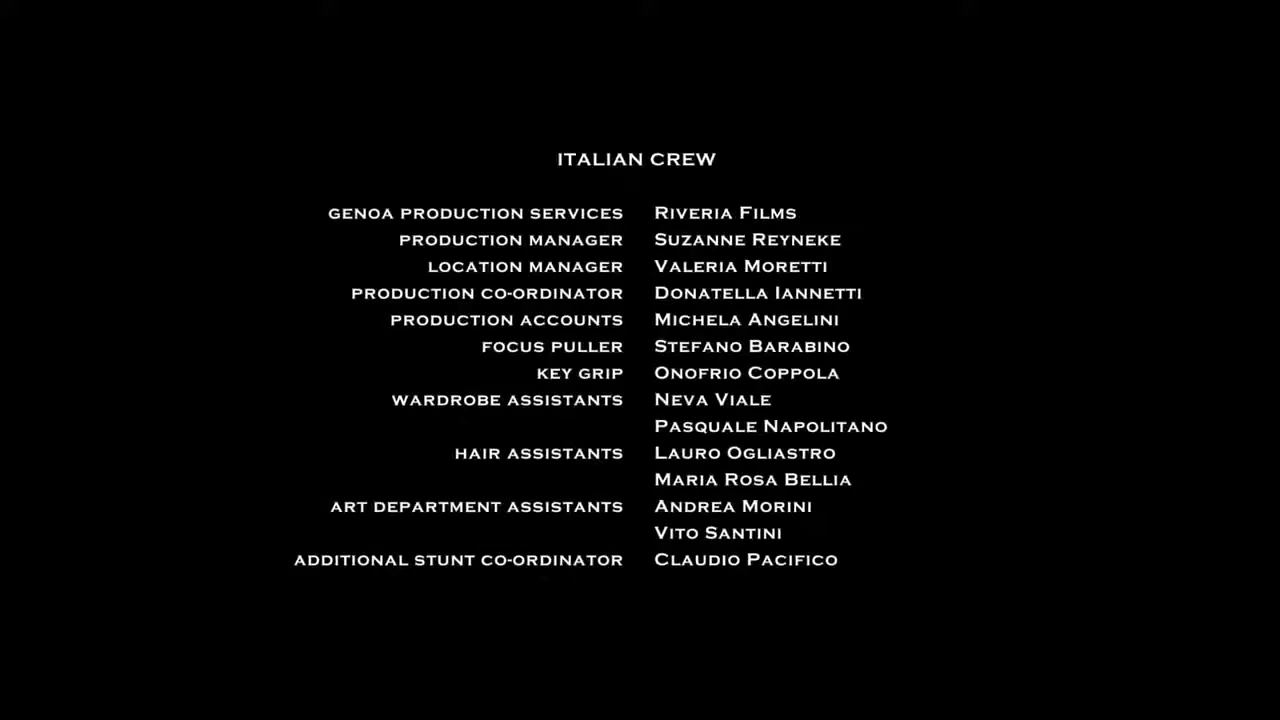 ITALIAN CREW
GENOA PRODUCTION SERVICES RIVERIA FILMS
PRODUCTION MANAGER SUZANNE REYNEKE
LOCATION MANAGER VALERIA MORETTI
PRODUCTION CO-ORDINATOR DONATELLA IANNETTI
PRODUCTION ACCOUNTS MICHELA ANGELINI
FOCUS PULLER STEFANO BARABINO
KEY GRIP ONOFRIO COPPOLA
WARDROBE ASSISTANTS NEVA VIALE
PASQUALE NAPOLITANO
HAIR ASSISTANTS LAURO OGLIASTRO
MARIA ROSA BELLIA
ART DEPARTMENT ASSISTANTS ANDREA MORINI
VITO SANTINI
ADDITIONAL STUNT CO-ORDINATOR CLAUDIO PACIFICO